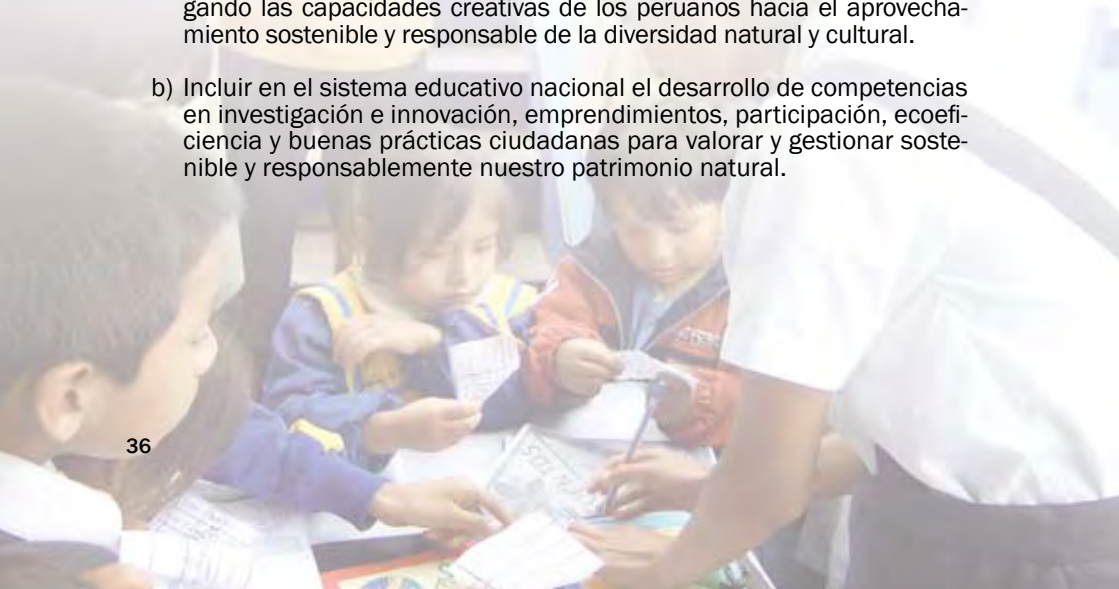 gando las capacidades creativas de los peruanos hacia el aprovecha-
miento sostenible y responsable de la diversidad natural y cultural.
b) Incluir en el sistema educativo nacional el desarrollo de competencias
en investigación e innovación, emprendimientos, participación, ecoefi-
ciencia y buenas prácticas ciudadanas para valorar y gestionar soste-
nible y responsablemente nuestro patrimonio natural.
36